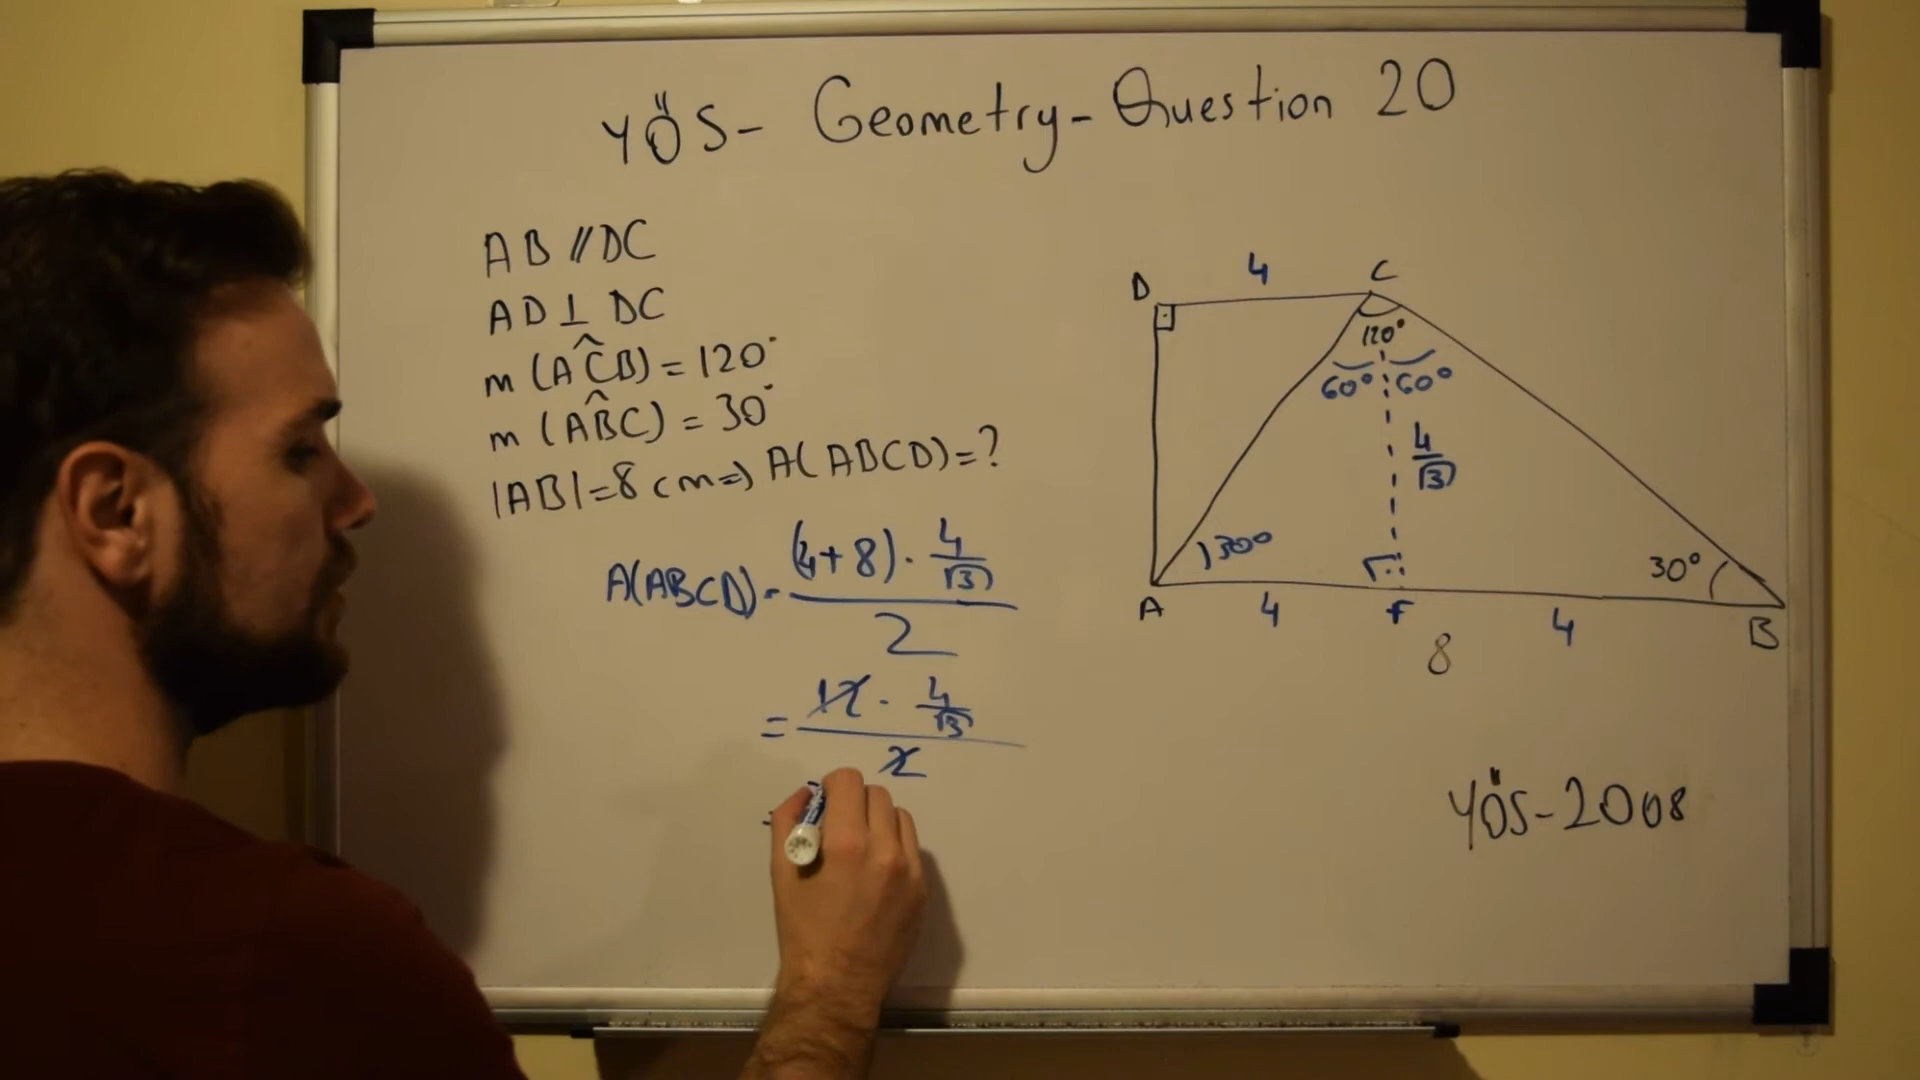 YÖS- Geometry-Question 20
AB // DC
AD ⊥ DC
m (AĈB) = 120°
m (AB̂C) = 30°
|AB| = 8 cm => A( ABCD) = ?
A(ABCD) = (4+8) · 4/√3
2
= 12 · 4/√3
2
=
D 4 C
120°
60° 60°
4/√3
30° 30°
A 4 F 4 B
8
YÖS-2008